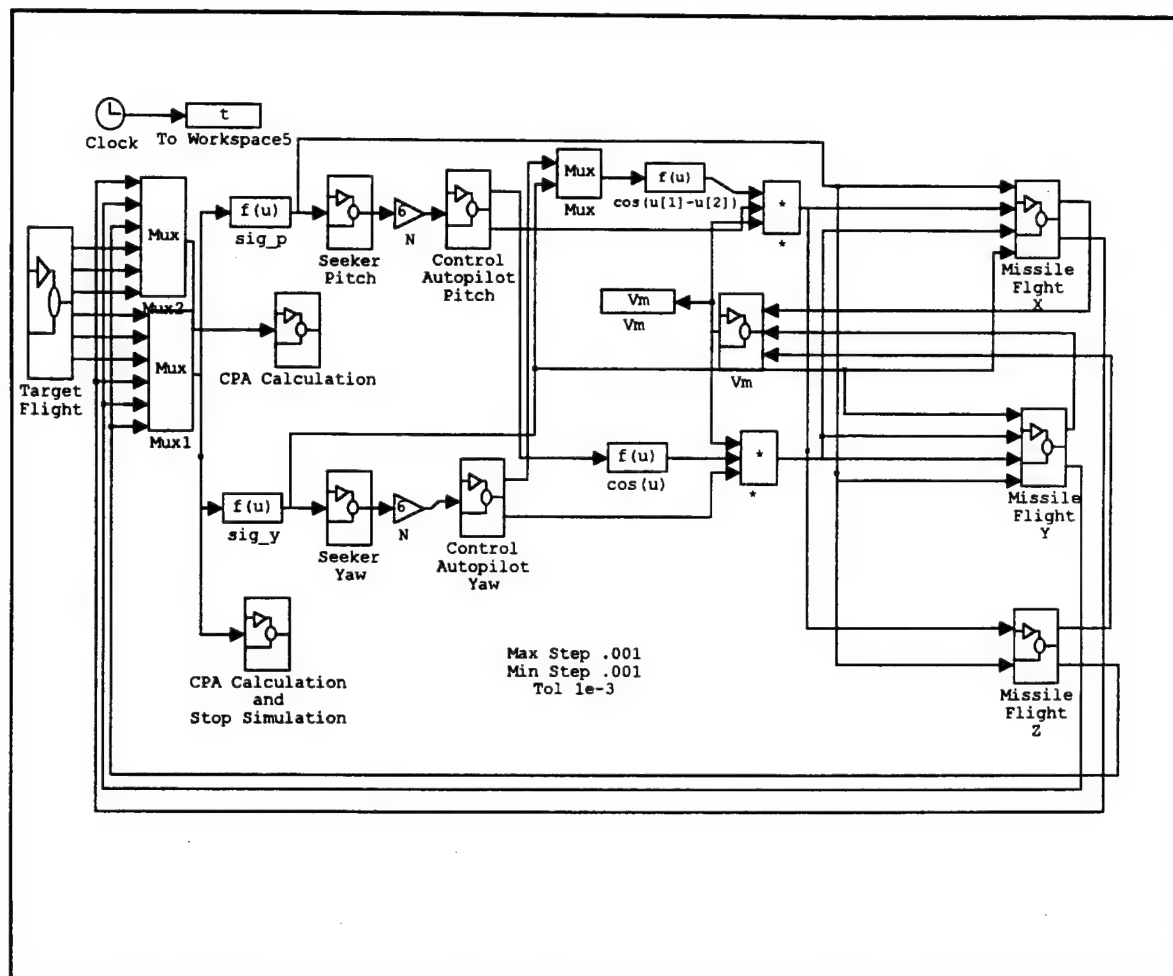 t
Clock
To Workspace5
Mux
Mux2
f(u)
sig_p
Seeker
Pitch
6
N
Control
Autopilot
Pitch
Mux
Mux
f(u)
cos(u[1]-u[2])
*
*
Missile
Flght
X
Target
Flight
Mux
Mux1
CPA Calculation
Vm
Vm
Vm
f(u)
sig_y
Seeker
Yaw
6
N
Control
Autopilot
Yaw
f(u)
cos(u)
*
*
Missile
Flight
Y
CPA Calculation
and
Stop Simulation
Max Step .001
Min Step .001
Tol 1e-3
Missile
Flight
Z